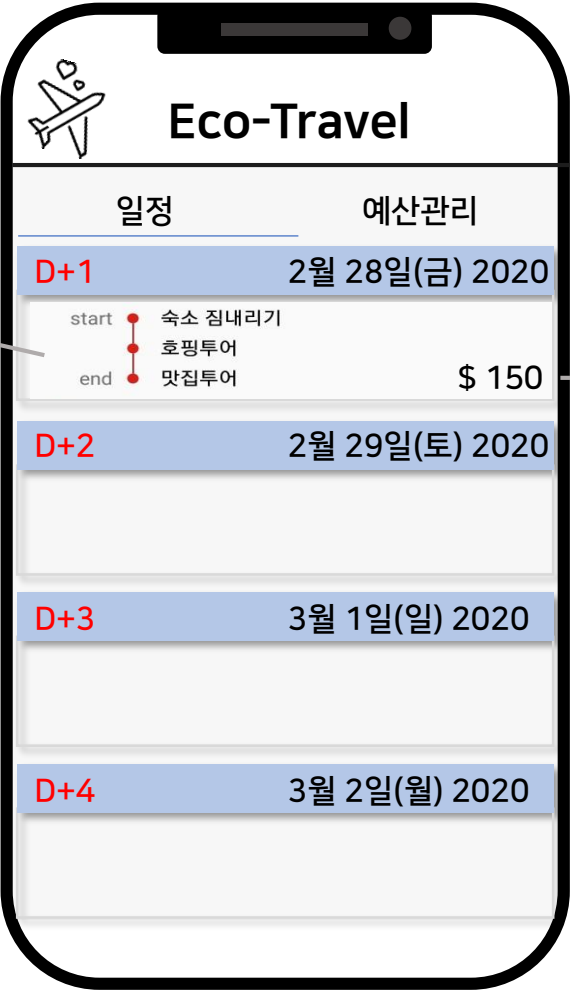 Eco-Travel
일정 예산관리
D+1 2월 28일(금) 2020
start 숙소 짐내리기
호핑투어
end 맛집투어
$ 150
D+2 2월 29일(토) 2020
D+3 3월 1일(일) 2020
D+4 3월 2일(월) 2020